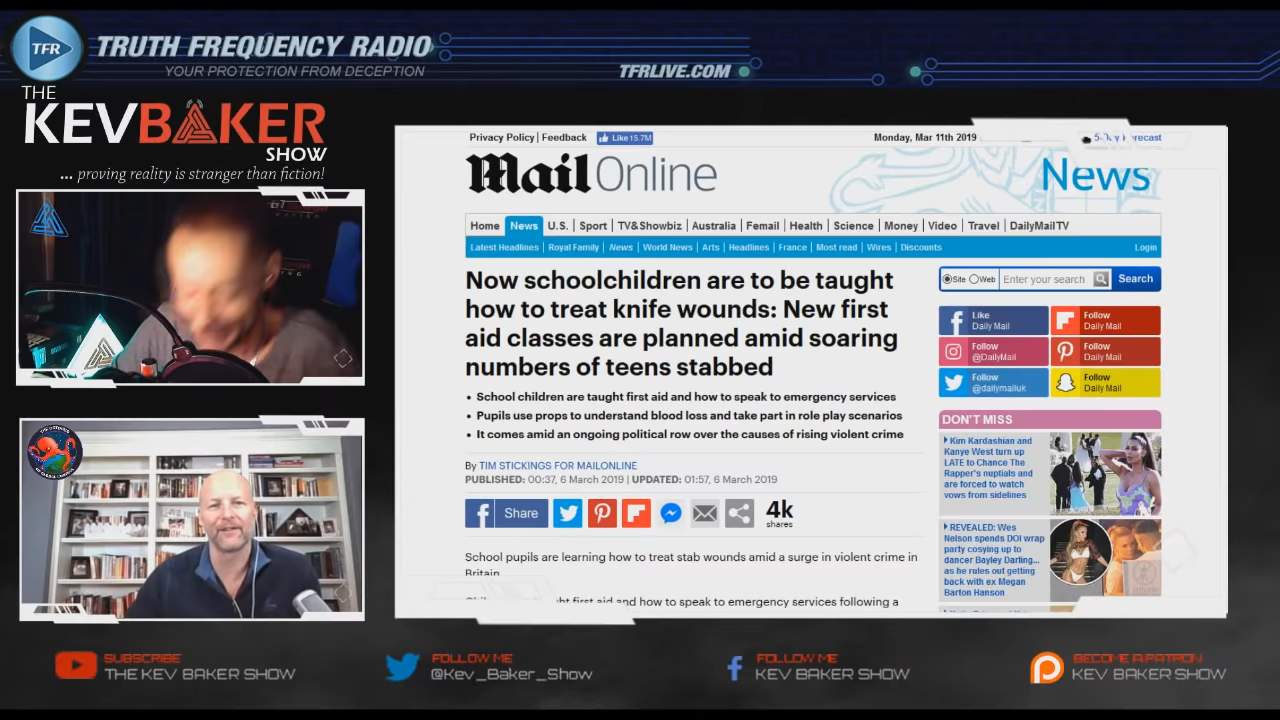 TFR
TRUTH FREQUENCY RADIO
YOUR PROTECTION FROM DECEPTION
TFRLIVE.COM
THE
KEVBAKER
SHOW
... proving reality is stranger than fiction!
Privacy Policy | Feedback
Like 15.7M
Monday, Mar 11th 2019
Mail Online
News
Home News U.S. Sport TV&Showbiz Australia Femail Health Science Money Video Travel DailyMailTV
Latest Headlines Royal Family News World News Arts Headlines France Most read Wires Discounts Login
Now schoolchildren are to be taught
how to treat knife wounds: New first
aid classes are planned amid soaring
numbers of teens stabbed
• School children are taught first aid and how to speak to emergency services
• Pupils use props to understand blood loss and take part in role play scenarios
• It comes amid an ongoing political row over the causes of rising violent crime
By TIM STICKINGS FOR MAILONLINE
PUBLISHED: 00:37, 6 March 2019 | UPDATED: 01:57, 6 March 2019
Share
4k
shares
School pupils are learning how to treat stab wounds amid a surge in violent crime in
Britain
first aid and how to speak to emergency services following a
Site Web Enter your search Search
Like
Daily Mail
Follow
Daily Mail
Follow
@DailyMail
Follow
Daily Mail
Follow
@dailymailuk
Follow
Daily Mail
DON'T MISS
Kim Kardashian and
Kanye West turn up
LATE to Chance The
Rapper's nuptials and
are forced to watch
vows from sidelines
REVEALED: Wes
Nelson spends DOI wrap
party cosying up to
dancer Bayley Darling...
as he rules out getting
back with ex Megan
Barton Hanson
SUBSCRIBE
THE KEV BAKER SHOW
FOLLOW ME
@Kev_Baker_Show
FOLLOW ME
KEV BAKER SHOW
BECOME A PATRON
KEV BAKER SHOW